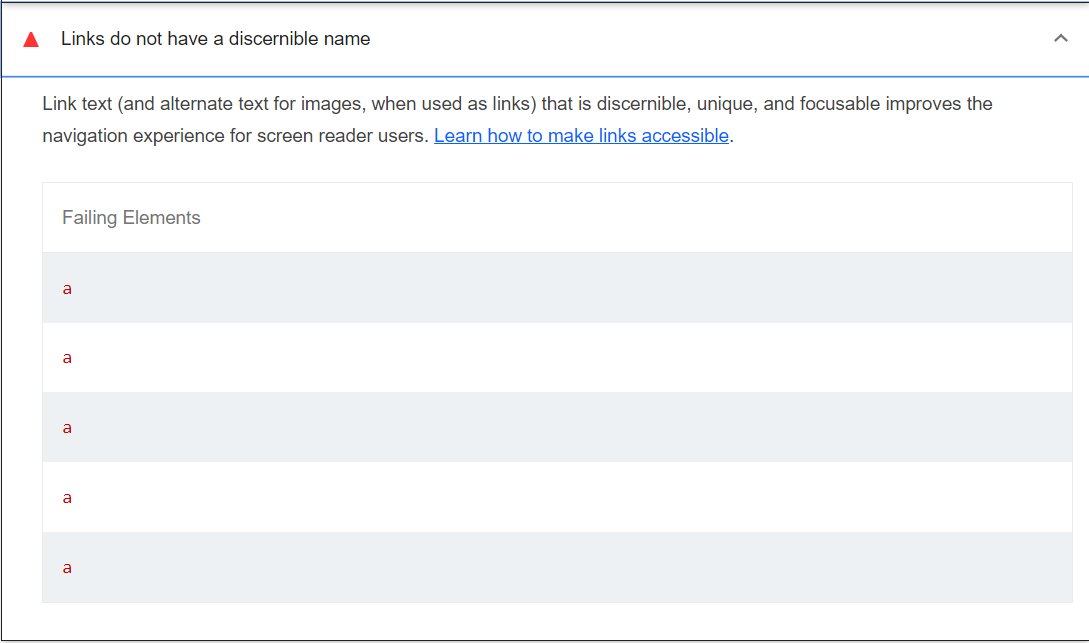 Links do not have a discernible name
Link text (and alternate text for images, when used as links) that is discernible, unique, and focusable improves the
navigation experience for screen reader users. Learn how to make links accessible.
Failing Elements
a
a
a
a
a